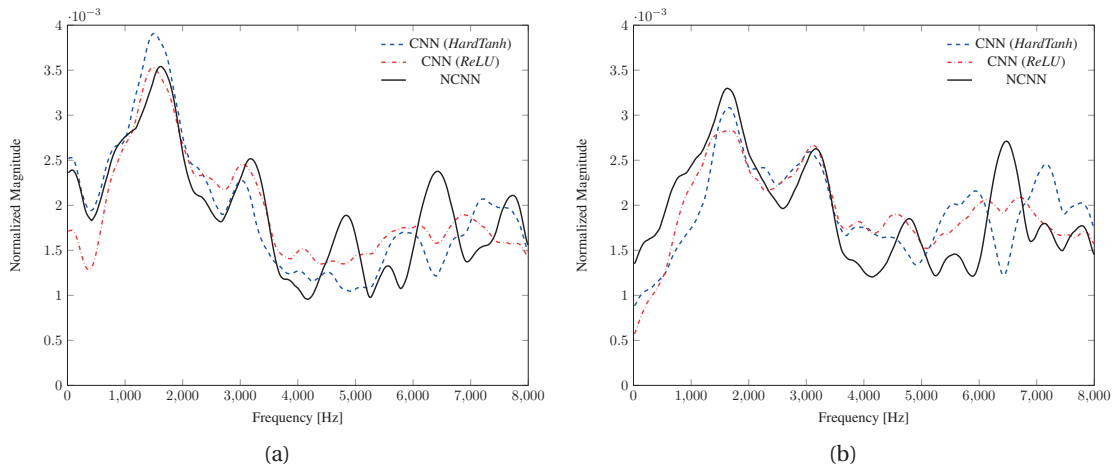 ·10⁻³
4
3.5
3
2.5
2
1.5
1
0.5
0
Normalized Magnitude
CNN (HardTanh)
CNN (ReLU)
NCNN
0 1,000 2,000 3,000 4,000 5,000 6,000 7,000 8,000
Frequency [Hz]
(a)
·10⁻³
4
3.5
3
2.5
2
1.5
1
0.5
0
Normalized Magnitude
CNN (HardTanh)
CNN (ReLU)
NCNN
0 1,000 2,000 3,000 4,000 5,000 6,000 7,000 8,000
Frequency [Hz]
(b)